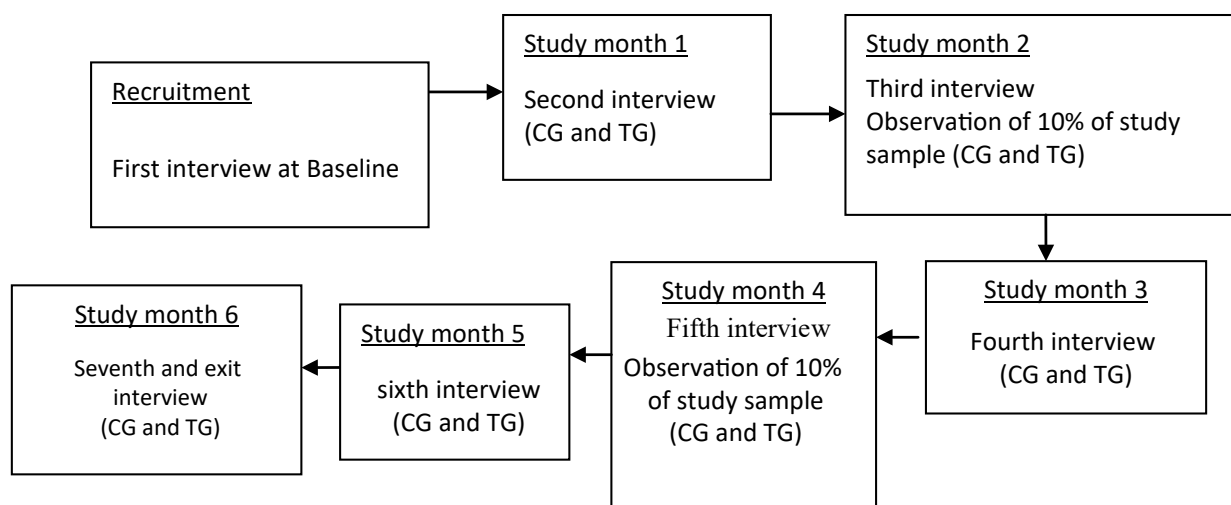 Recruitment
First interview at Baseline
Study month 1
Second interview
(CG and TG)
Study month 2
Third interview
Observation of 10% of study
sample (CG and TG)
Study month 3
Fourth interview
(CG and TG)
Study month 4
Fifth interview
Observation of 10%
of study sample
(CG and TG)
Study month 5
sixth interview
(CG and TG)
Study month 6
Seventh and exit
interview
(CG and TG)